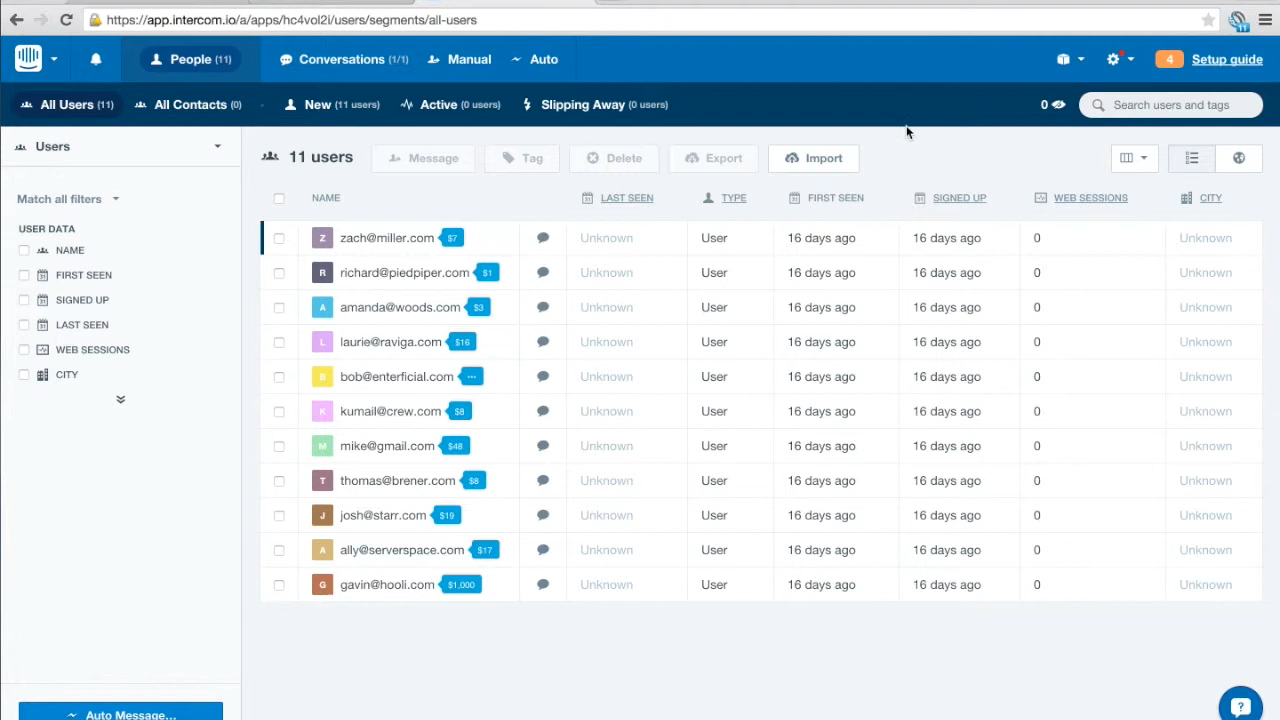 https://app.intercom.io/a/apps/hc4vol2i/users/segments/all-users
11
People (11) Conversations (1/1) Manual Auto 4 Setup guide
All Users (11) All Contacts (0) New (11 users) Active (0 users) Slipping Away (0 users) 0 Search users and tags
Users
11 users Message Tag Delete Export Import
Match all filters
NAME LAST SEEN TYPE FIRST SEEN SIGNED UP WEB SESSIONS CITY
USER DATA
NAME
FIRST SEEN
SIGNED UP
LAST SEEN
WEB SESSIONS
CITY
Z zach@miller.com $7 Unknown User 16 days ago 16 days ago 0 Unknown
R richard@piedpiper.com $1 Unknown User 16 days ago 16 days ago 0 Unknown
A amanda@woods.com $3 Unknown User 16 days ago 16 days ago 0 Unknown
L laurie@raviga.com $16 Unknown User 16 days ago 16 days ago 0 Unknown
B bob@enterficial.com ... Unknown User 16 days ago 16 days ago 0 Unknown
K kumail@crew.com $8 Unknown User 16 days ago 16 days ago 0 Unknown
M mike@gmail.com $48 Unknown User 16 days ago 16 days ago 0 Unknown
T thomas@brener.com $8 Unknown User 16 days ago 16 days ago 0 Unknown
J josh@starr.com $19 Unknown User 16 days ago 16 days ago 0 Unknown
A ally@serverspace.com $17 Unknown User 16 days ago 16 days ago 0 Unknown
G gavin@hooli.com $1,000 Unknown User 16 days ago 16 days ago 0 Unknown
Auto Message...
?